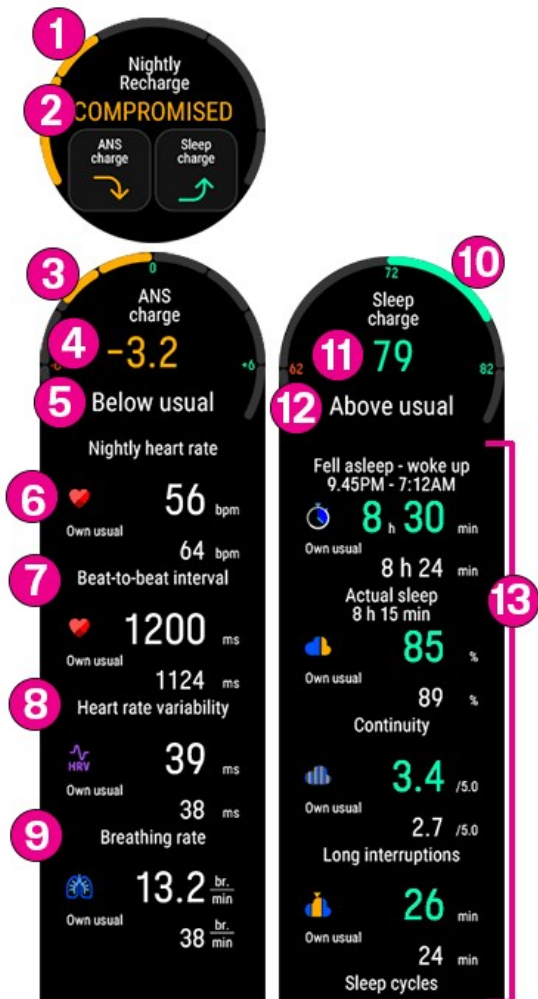 1
Nightly
Recharge
2
COMPROMISED
ANS
charge
Sleep
charge
3
0
ANS
charge
4
-3.2
+6
5
Below usual
Nightly heart rate
6
56 bpm
Own usual
64 bpm
7
Beat-to-beat interval
1200 ms
Own usual
1124 ms
8
Heart rate variability
HRV
39 ms
Own usual
38 ms
9
Breathing rate
13.2 br./min
Own usual
38 br./min
10
72
Sleep
charge
11
79
62
82
12
Above usual
Fell asleep - woke up
9.45PM - 7:12AM
8 h 30 min
Own usual
8 h 24 min
13
Actual sleep
8 h 15 min
85 %
Own usual
89 %
Continuity
3.4 /5.0
Own usual
2.7 /5.0
Long interruptions
26 min
Own usual
24 min
Sleep cycles